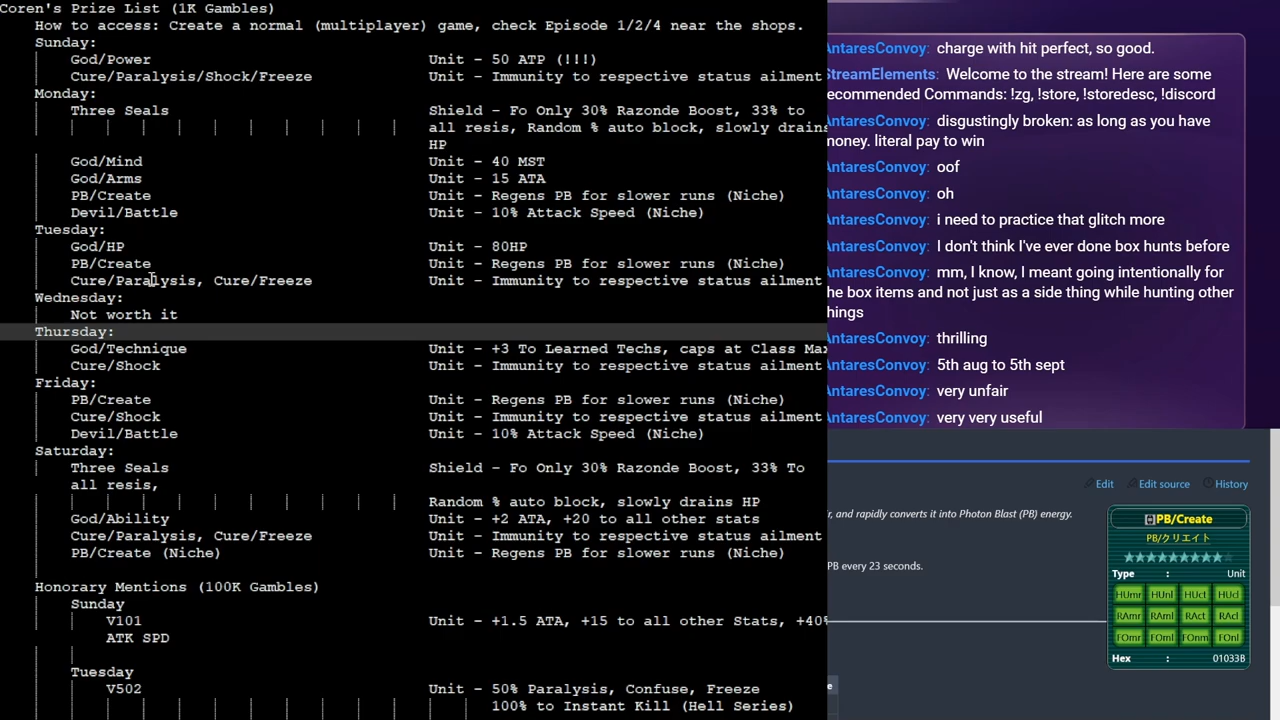 Coren's Prize List (1K Gambles)
How to access: Create a normal (multiplayer) game, check Episode 1/2/4 near the shops.
Sunday:
God/Power Unit - 50 ATP (!!!)
Cure/Paralysis/Shock/Freeze Unit - Immunity to respective status ailment
Monday:
Three Seals Shield - Fo Only 30% Razonde Boost, 33% to
all resis, Random % auto block, slowly drains
HP
God/Mind Unit - 40 MST
God/Arms Unit - 15 ATA
PB/Create Unit - Regens PB for slower runs (Niche)
Devil/Battle Unit - 10% Attack Speed (Niche)
Tuesday:
God/HP Unit - 80HP
PB/Create Unit - Regens PB for slower runs (Niche)
Cure/Paralysis, Cure/Freeze Unit - Immunity to respective status ailment
Wednesday:
Not worth it
Thursday:
God/Technique Unit - +3 To Learned Techs, caps at Class Max
Cure/Shock Unit - Immunity to respective status ailment
Friday:
PB/Create Unit - Regens PB for slower runs (Niche)
Cure/Shock Unit - Immunity to respective status ailment
Devil/Battle Unit - 10% Attack Speed (Niche)
Saturday:
Three Seals Shield - Fo Only 30% Razonde Boost, 33% To
all resis,
Random % auto block, slowly drains HP
God/Ability Unit - +2 ATA, +20 to all other stats
Cure/Paralysis, Cure/Freeze Unit - Immunity to respective status ailment
PB/Create (Niche) Unit - Regens PB for slower runs (Niche)
Honorary Mentions (100K Gambles)
Sunday
V101 Unit - +1.5 ATA, +15 to all other Stats, +40%
ATK SPD
Tuesday
V502 Unit - 50% Paralysis, Confuse, Freeze
100% to Instant Kill (Hell Series)
AntaresConvoy: charge with hit perfect, so good.
StreamElements: Welcome to the stream! Here are some
recommended Commands: !zg, !store, !storedesc, !discord
AntaresConvoy: disgustingly broken: as long as you have
money. literal pay to win
AntaresConvoy: oof
AntaresConvoy: oh
AntaresConvoy: i need to practice that glitch more
AntaresConvoy: I don't think I've ever done box hunts before
AntaresConvoy: mm, I know, I meant going intentionally for
the box items and not just as a side thing while hunting other
things
AntaresConvoy: thrilling
AntaresConvoy: 5th aug to 5th sept
AntaresConvoy: very unfair
AntaresConvoy: very very useful
Edit Edit source History
r, and rapidly converts it into Photon Blast (PB) energy.
PB every 23 seconds.
PB/Create
PB/クリエイト
Type : Unit
HUmr HUnl HUct HUcl
RAmr RAml RAct RAcl
FOmr FOml FOnm FOnl
Hex : 01033B
e